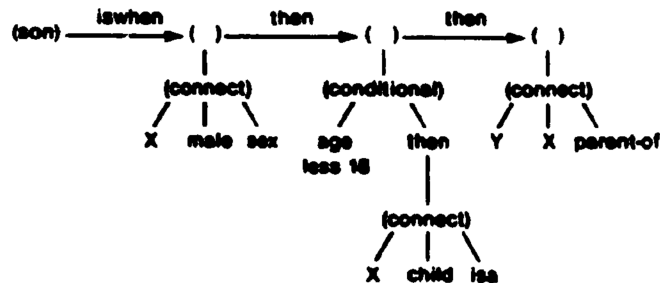 iswhen then then
(son) ( ) ( ) ( )
(connect) (conditional) (connect)
X male sex age then Y X parent-of
less 16
(connect)
X child isa